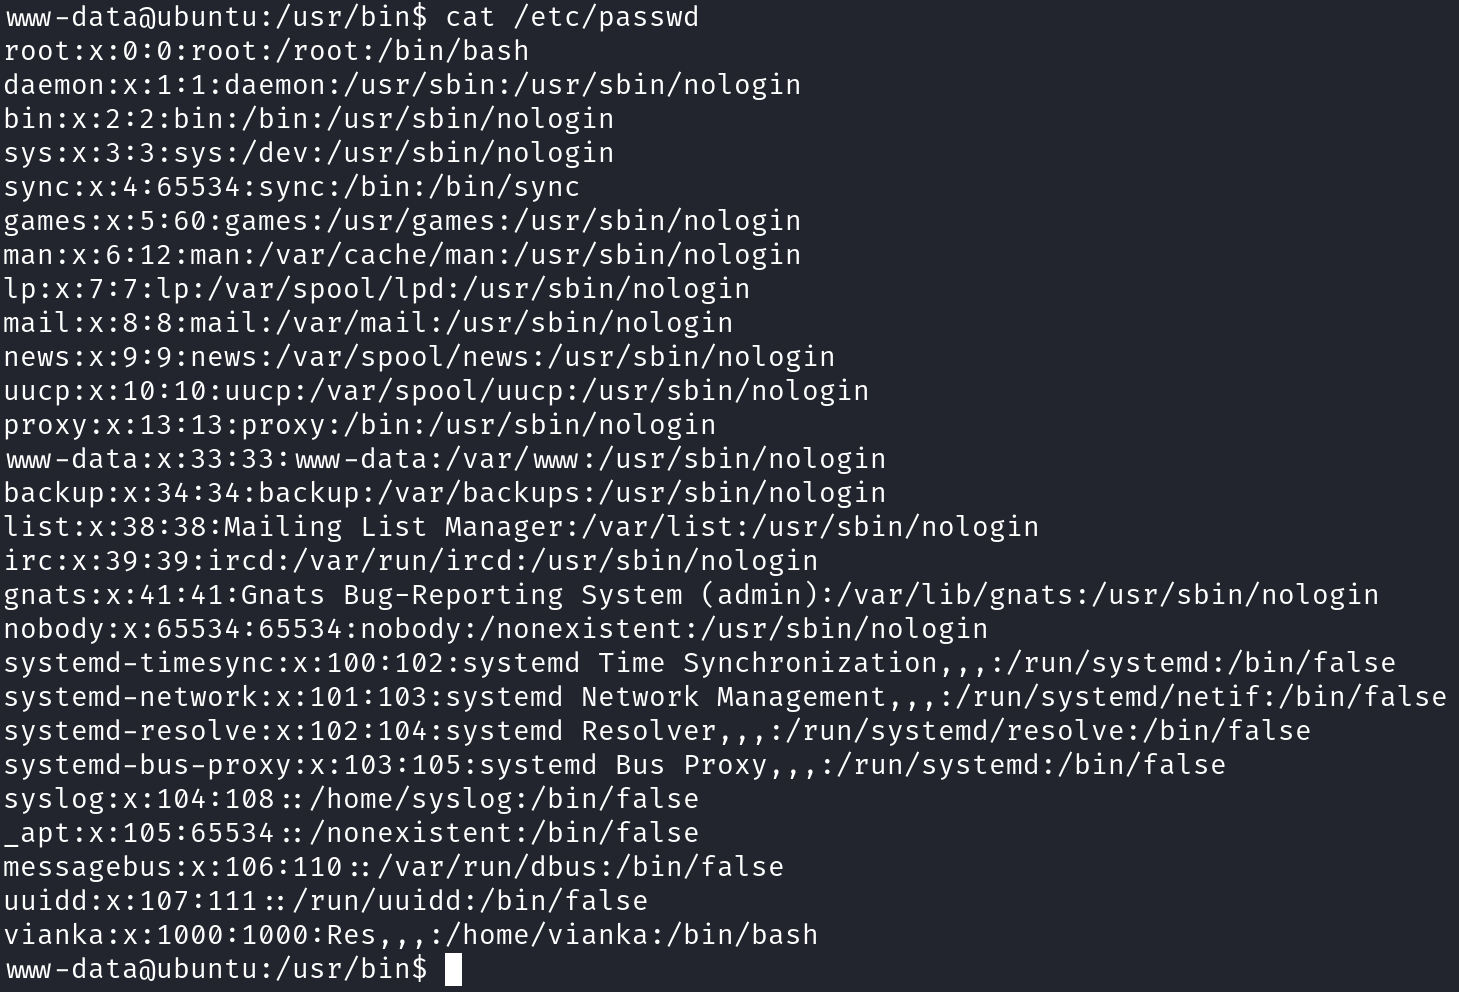 www-data@ubuntu:/usr/bin$ cat /etc/passwd
root:x:0:0:root:/root:/bin/bash
daemon:x:1:1:daemon:/usr/sbin:/usr/sbin/nologin
bin:x:2:2:bin:/bin:/usr/sbin/nologin
sys:x:3:3:sys:/dev:/usr/sbin/nologin
sync:x:4:65534:sync:/bin:/bin/sync
games:x:5:60:games:/usr/games:/usr/sbin/nologin
man:x:6:12:man:/var/cache/man:/usr/sbin/nologin
lp:x:7:7:lp:/var/spool/lpd:/usr/sbin/nologin
mail:x:8:8:mail:/var/mail:/usr/sbin/nologin
news:x:9:9:news:/var/spool/news:/usr/sbin/nologin
uucp:x:10:10:uucp:/var/spool/uucp:/usr/sbin/nologin
proxy:x:13:13:proxy:/bin:/usr/sbin/nologin
www-data:x:33:33:www-data:/var/www:/usr/sbin/nologin
backup:x:34:34:backup:/var/backups:/usr/sbin/nologin
list:x:38:38:Mailing List Manager:/var/list:/usr/sbin/nologin
irc:x:39:39:ircd:/var/run/ircd:/usr/sbin/nologin
gnats:x:41:41:Gnats Bug-Reporting System (admin):/var/lib/gnats:/usr/sbin/nologin
nobody:x:65534:65534:nobody:/nonexistent:/usr/sbin/nologin
systemd-timesync:x:100:102:systemd Time Synchronization,,,:/run/systemd:/bin/false
systemd-network:x:101:103:systemd Network Management,,,:/run/systemd/netif:/bin/false
systemd-resolve:x:102:104:systemd Resolver,,,:/run/systemd/resolve:/bin/false
systemd-bus-proxy:x:103:105:systemd Bus Proxy,,,:/run/systemd:/bin/false
syslog:x:104:108::/home/syslog:/bin/false
_apt:x:105:65534::/nonexistent:/bin/false
messagebus:x:106:110::/var/run/dbus:/bin/false
uuidd:x:107:111::/run/uuidd:/bin/false
vianka:x:1000:1000:Res,,,:/home/vianka:/bin/bash
www-data@ubuntu:/usr/bin$